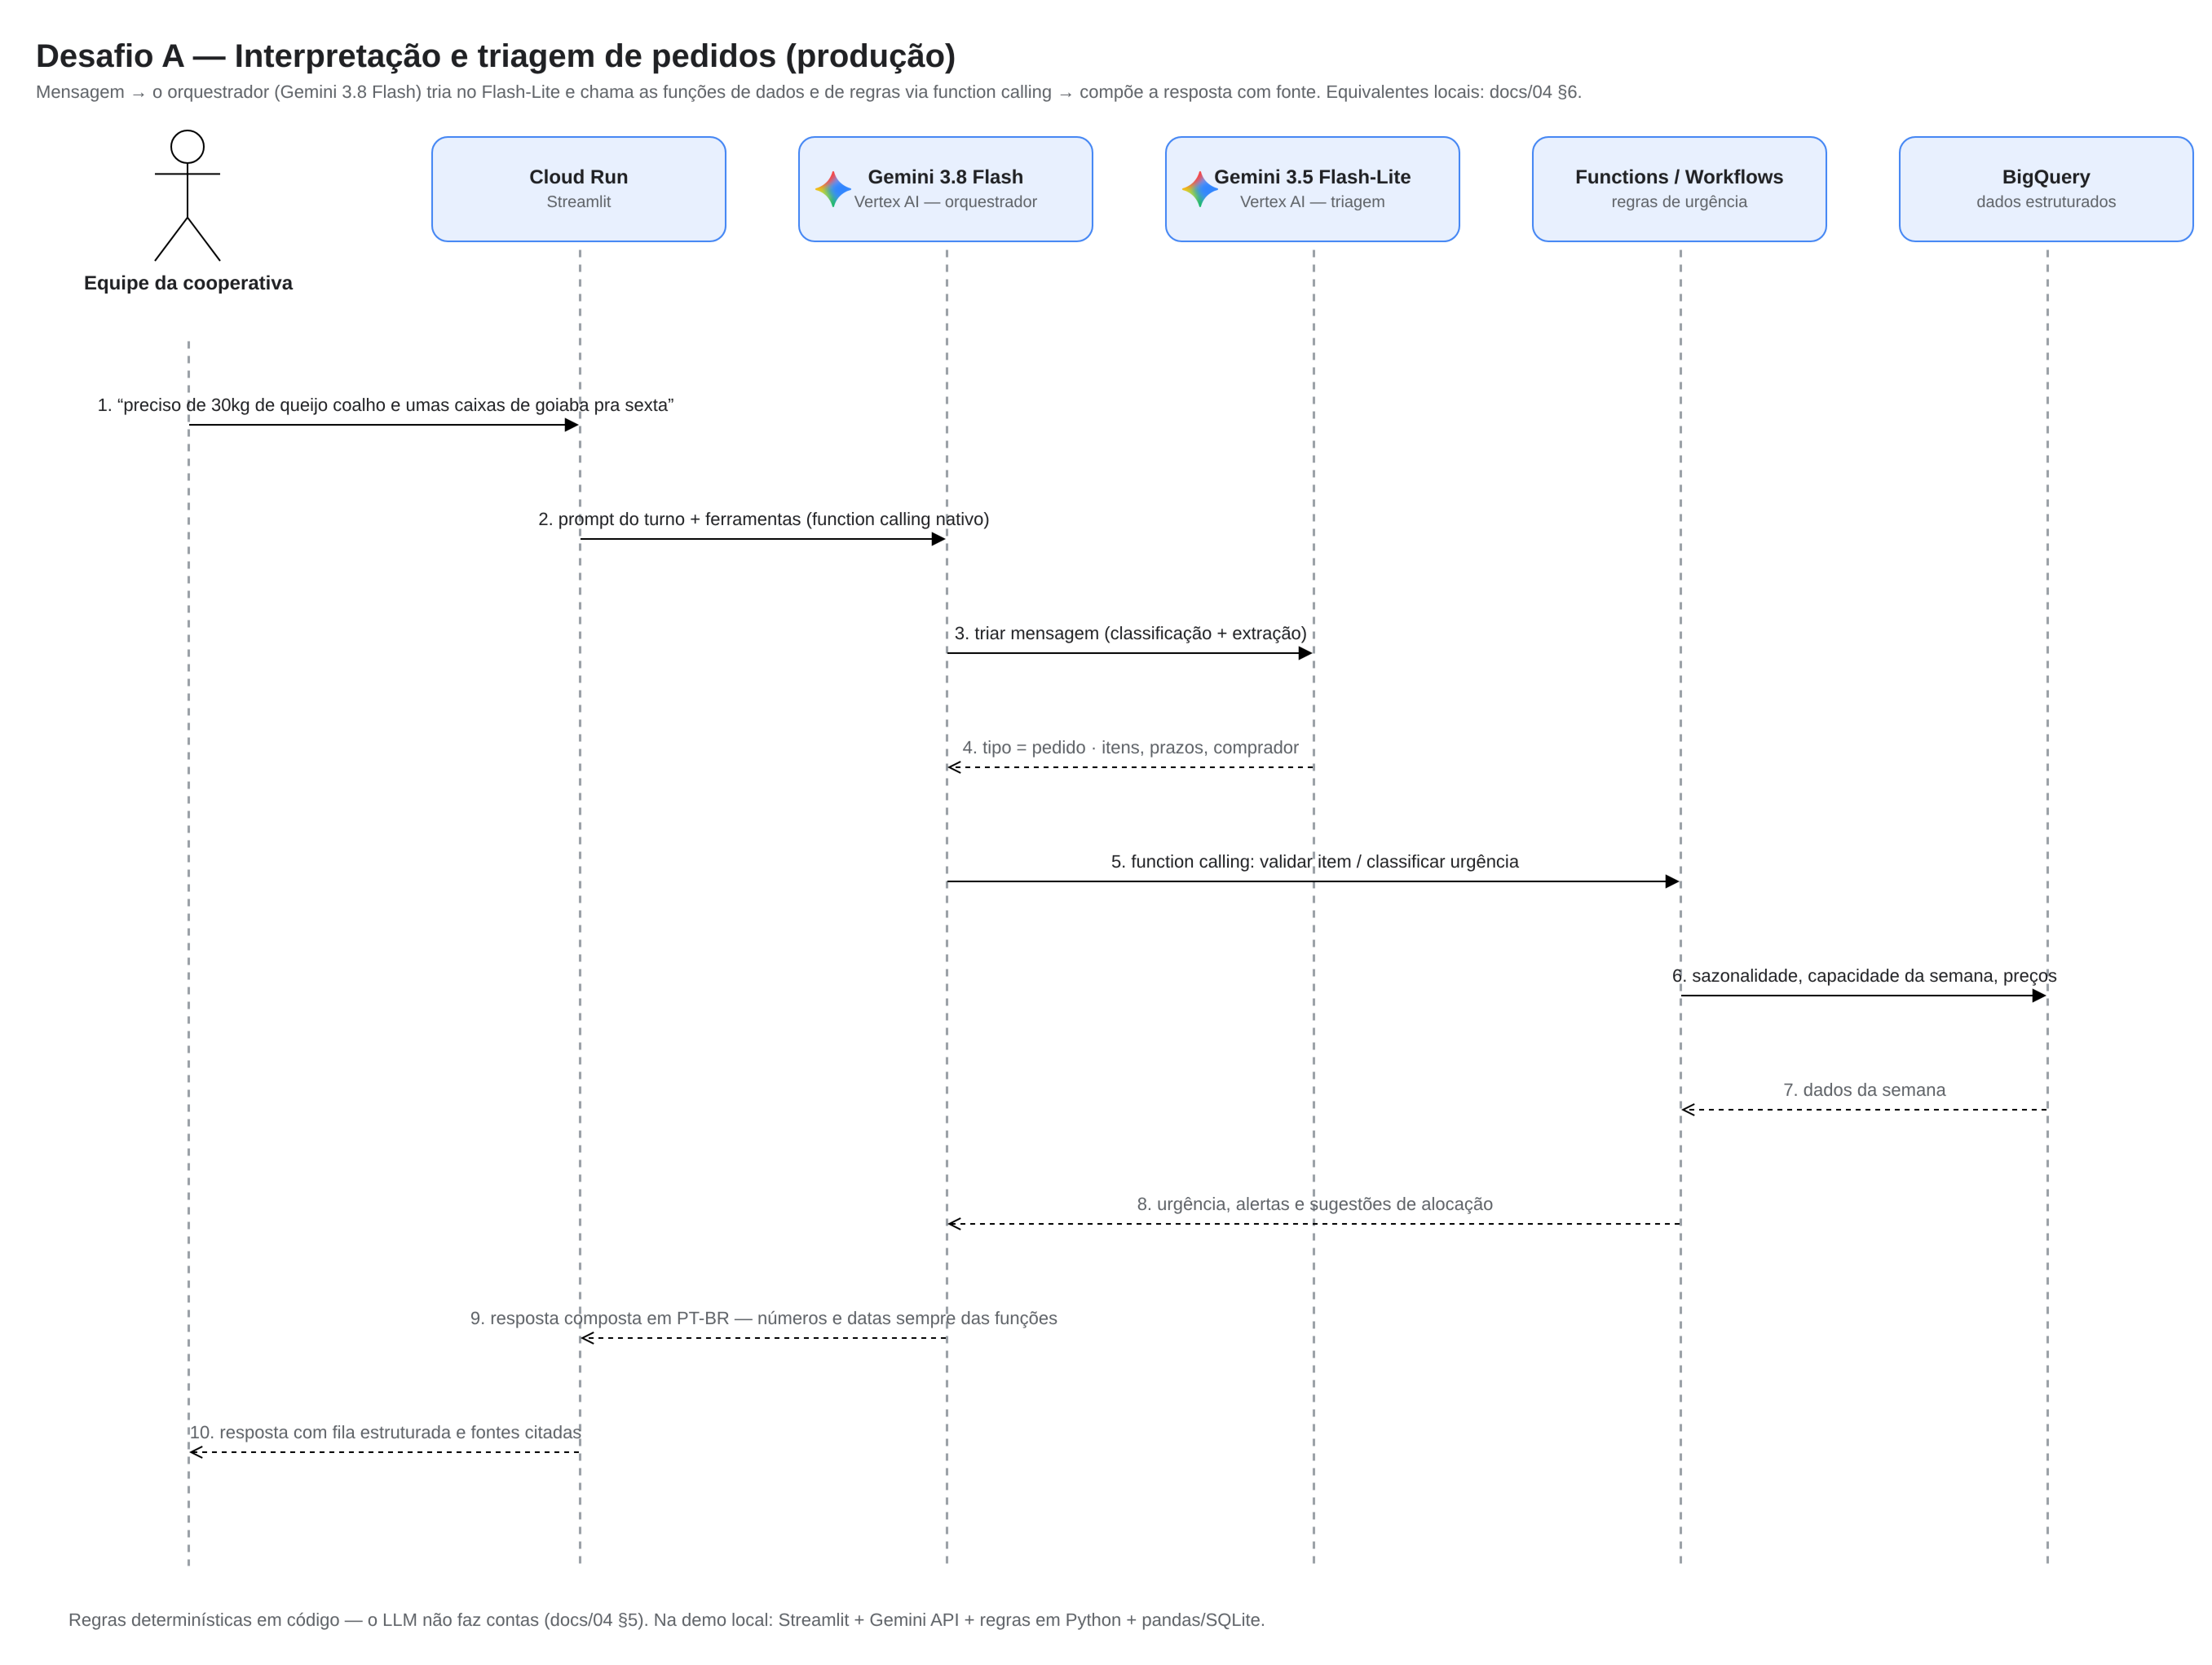 Desafio A — Interpretação e triagem de pedidos (produção)
Mensagem → o orquestrador (Gemini 3.8 Flash) tria no Flash-Lite e chama as funções de dados e de regras via function calling → compõe a resposta com fonte. Equivalentes locais: docs/04 §6.
Equipe da cooperativa
Cloud Run
Streamlit
Gemini 3.8 Flash
Vertex AI — orquestrador
Gemini 3.5 Flash-Lite
Vertex AI — triagem
Functions / Workflows
regras de urgência
BigQuery
dados estruturados
1. “preciso de 30kg de queijo coalho e umas caixas de goiaba pra sexta”
2. prompt do turno + ferramentas (function calling nativo)
3. triar mensagem (classificação + extração)
4. tipo = pedido · itens, prazos, comprador
5. function calling: validar item / classificar urgência
6. sazonalidade, capacidade da semana, preços
7. dados da semana
8. urgência, alertas e sugestões de alocação
9. resposta composta em PT-BR — números e datas sempre das funções
10. resposta com fila estruturada e fontes citadas
Regras determinísticas em código — o LLM não faz contas (docs/04 §5). Na demo local: Streamlit + Gemini API + regras em Python + pandas/SQLite.